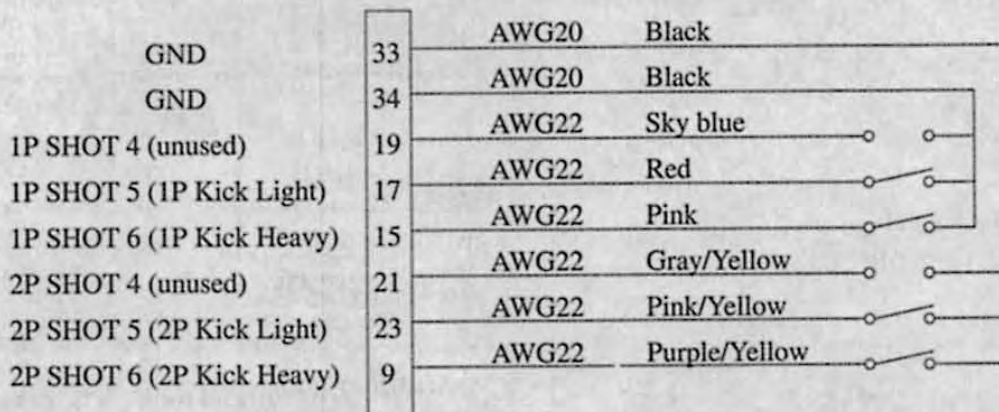 GND 33 AWG20 Black
GND 34 AWG20 Black
1P SHOT 4 (unused) 19 AWG22 Sky blue
1P SHOT 5 (1P Kick Light) 17 AWG22 Red
1P SHOT 6 (1P Kick Heavy) 15 AWG22 Pink
2P SHOT 4 (unused) 21 AWG22 Gray/Yellow
2P SHOT 5 (2P Kick Light) 23 AWG22 Pink/Yellow
2P SHOT 6 (2P Kick Heavy) 9 AWG22 Purple/Yellow